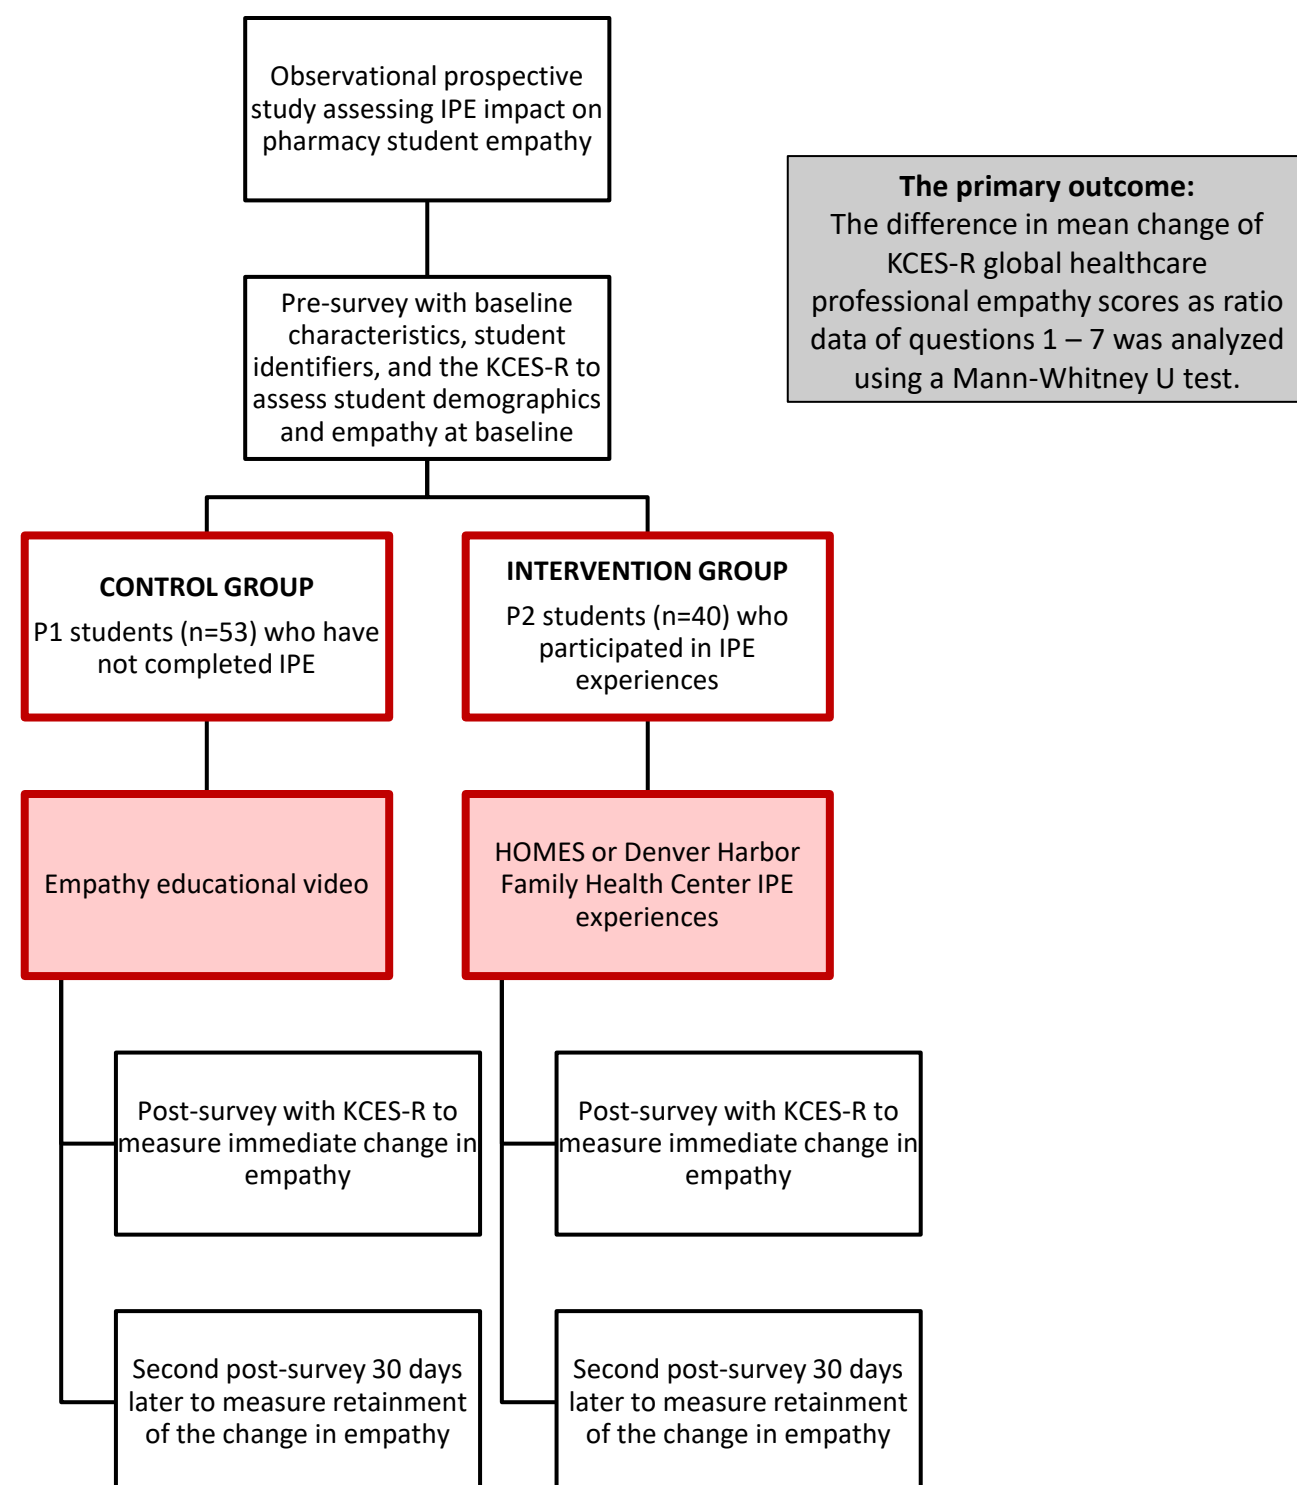 Observational prospective
study assessing IPE impact on
pharmacy student empathy
The primary outcome:
The difference in mean change of
KCES-R global healthcare
professional empathy scores as ratio
data of questions 1 – 7 was analyzed
using a Mann-Whitney U test.
Pre-survey with baseline
characteristics, student
identifiers, and the KCES-R to
assess student demographics
and empathy at baseline
CONTROL GROUP
P1 students (n=53) who have
not completed IPE
INTERVENTION GROUP
P2 students (n=40) who
participated in IPE
experiences
Empathy educational video
HOMES or Denver Harbor
Family Health Center IPE
experiences
Post-survey with KCES-R to
measure immediate change in
empathy
Post-survey with KCES-R to
measure immediate change in
empathy
Second post-survey 30 days
later to measure retainment
of the change in empathy
Second post-survey 30 days
later to measure retainment
of the change in empathy